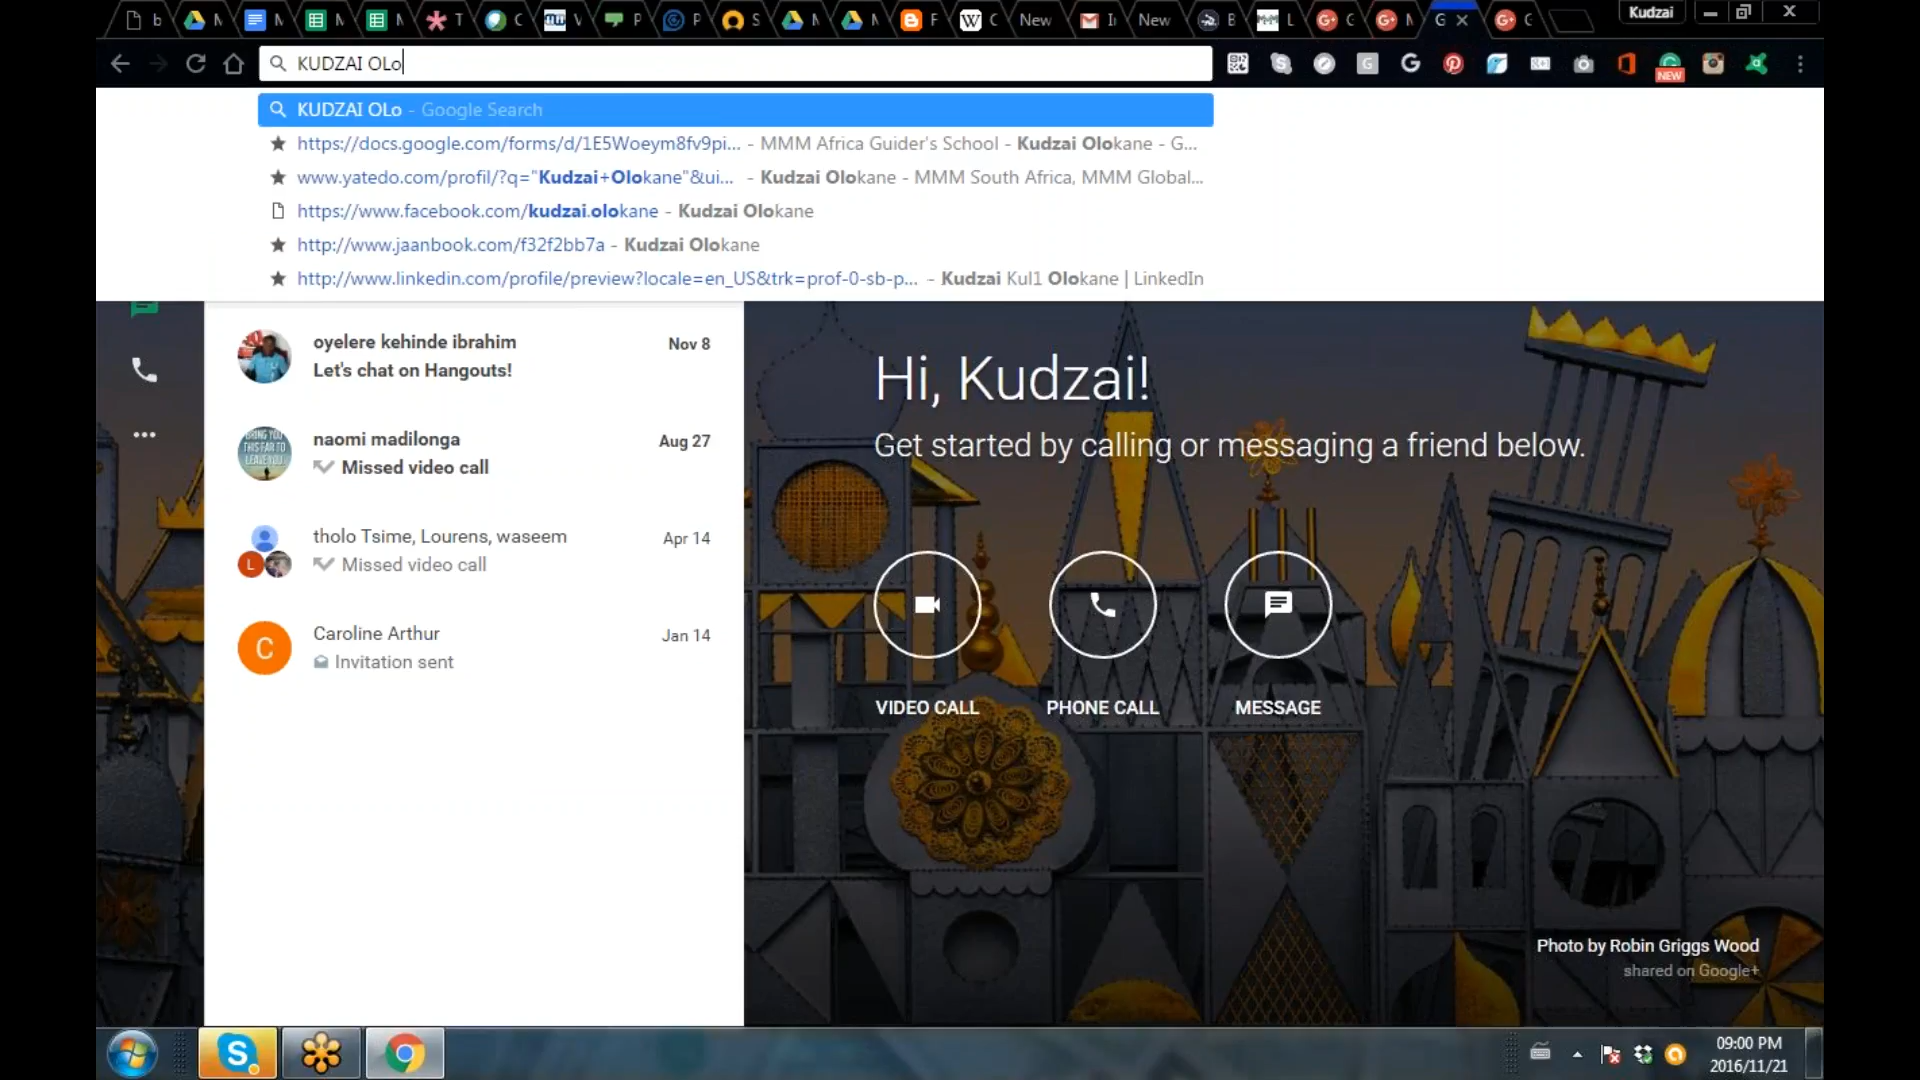 b
M
M
M
M
T
C
V
P
P
S
M
M
F
W
C
New
I
New
B
L
G
M
G
G
Kudzai
KUDZAI OLo
G
G
NEW
KUDZAI OLo - Google Search
https://docs.google.com/forms/d/1E5Woeym8fv9pi... - MMM Africa Guider's School - Kudzai Olokane - G...
www.yatedo.com/profil/?q="Kudzai+Olokane"&ui... - Kudzai Olokane - MMM South Africa, MMM Global...
https://www.facebook.com/kudzai.olokane - Kudzai Olokane
http://www.jaanbook.com/f32f2bb7a - Kudzai Olokane
http://www.linkedin.com/profile/preview?locale=en_US&trk=prof-0-sb-p... - Kudzai Kul1 Olokane | LinkedIn
oyelere kehinde ibrahim
Nov 8
Let's chat on Hangouts!
naomi madilonga
Aug 27
Missed video call
tholo Tsime, Lourens, waseem
Apr 14
L
Missed video call
C
Caroline Arthur
Jan 14
Invitation sent
Hi, Kudzai!
Get started by calling or messaging a friend below.
VIDEO CALL
PHONE CALL
MESSAGE
Photo by Robin Griggs Wood
shared on Google+
09:00 PM
2016/11/21